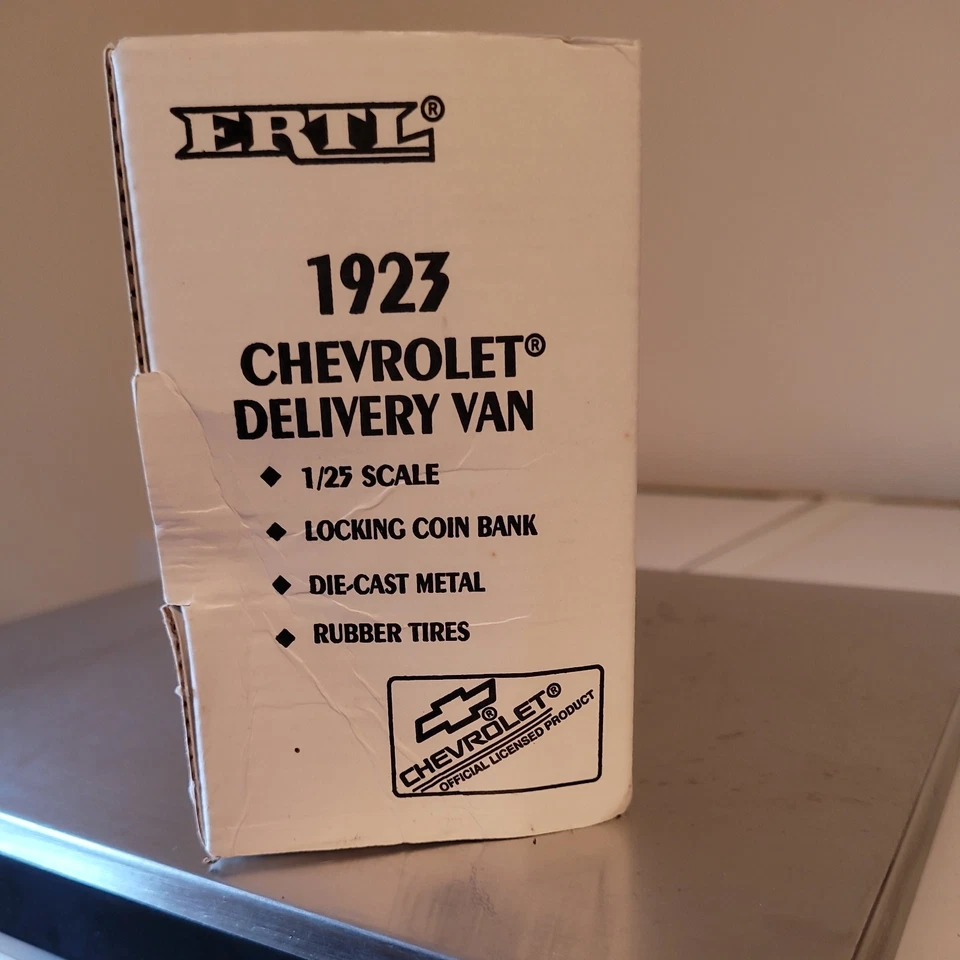 ERTL®
1923
CHEVROLET®
DELIVERY VAN
◆ 1/25 SCALE
◆ LOCKING COIN BANK
◆ DIE-CAST METAL
◆ RUBBER TIRES
®
CHEVROLET®
OFFICIAL LICENSED PRODUCT